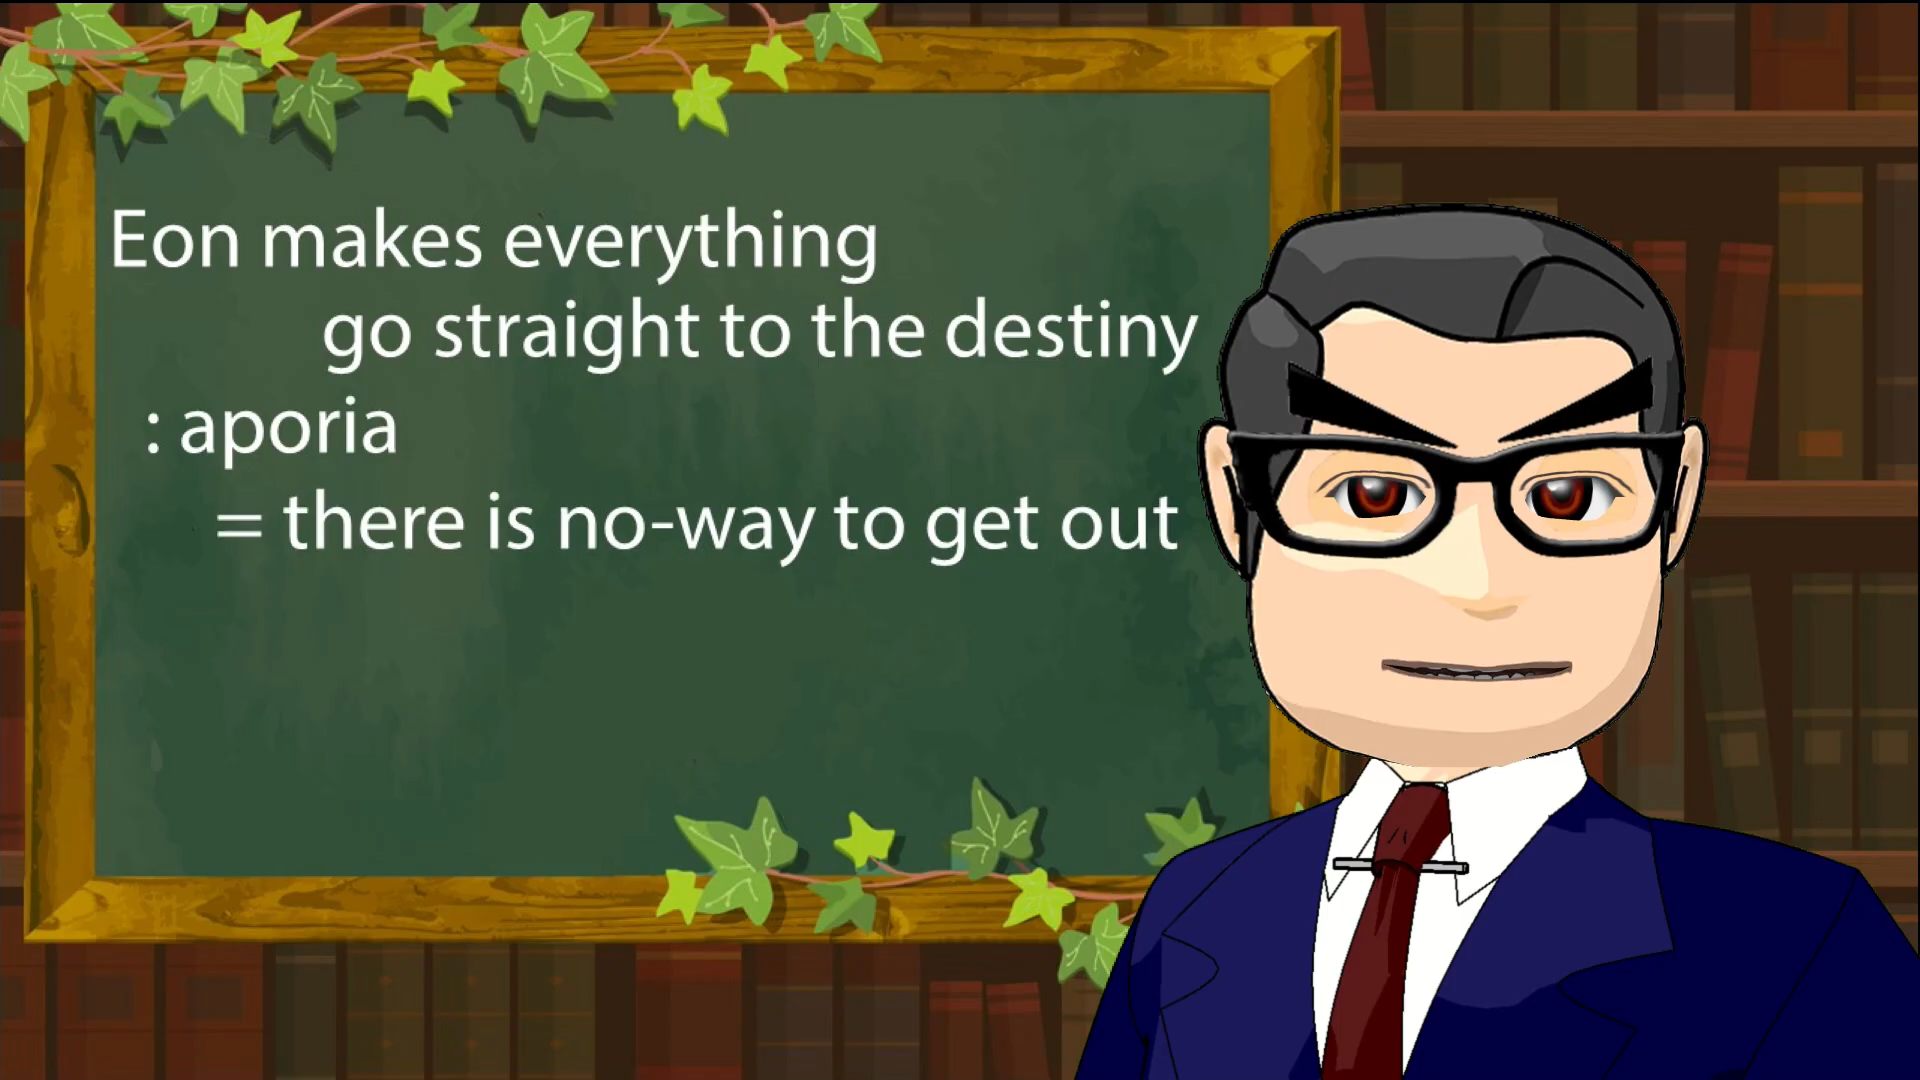 Eon makes everything
go straight to the destiny
: aporia
= there is no-way to get out